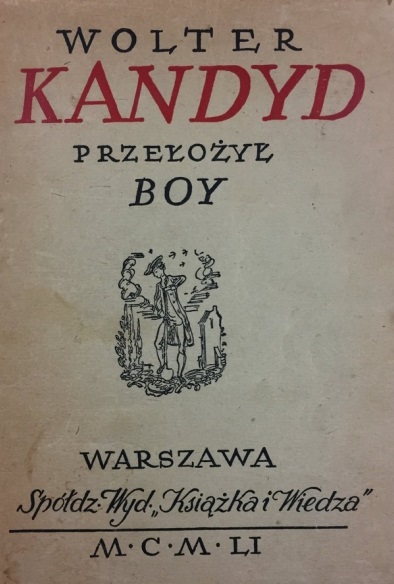 WOLTER
KANDYD
PRZEŁOŻYŁ
BOY
WARSZAWA
Spółdz. Wyd. „Książka i Wiedza”
M·C·M·LI